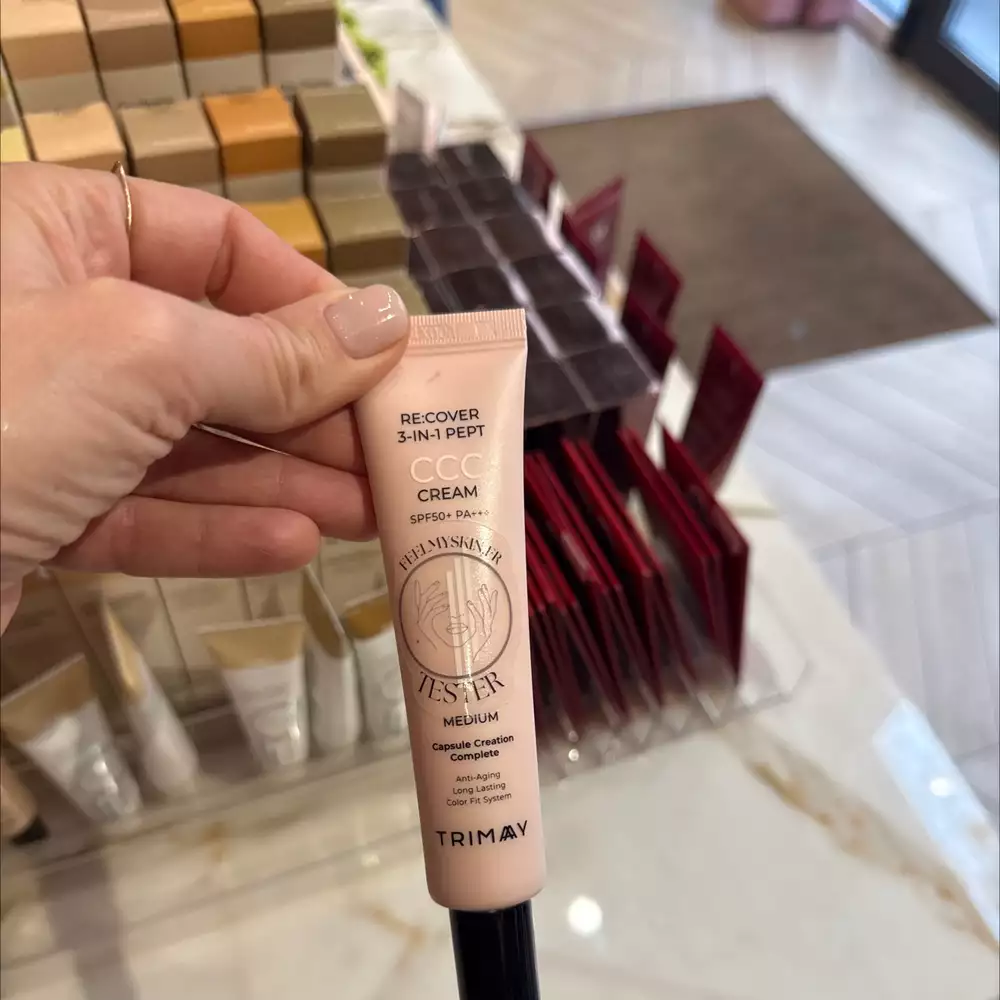 RE:COVER
3-IN-1 PEPT
CCC
CREAM
SPF50+ PA+++
FEELMYSKIN.FR
TESTER
MEDIUM
Capsule Creation
Complete
Anti-Aging
Long Lasting
Color Fit System
TRIMAY